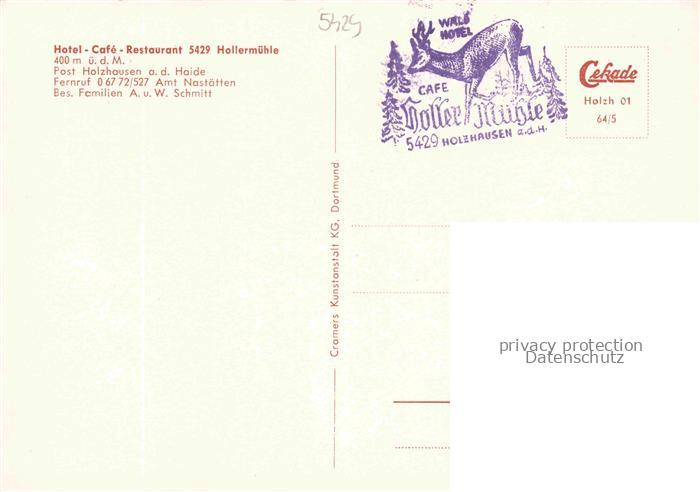 5429
Hotel - Café - Restaurant 5429 Hollermühle
400 m ü. d. M.
Post Holzhausen a. d. Haide
Fernruf 0 67 72/527 Amt Nastätten
Bes. Familien A. u. W. Schmitt
WALD
HOTEL
CAFE
Holler Mühle
5429 HOLZHAUSEN a.d.H.
Cekade
Holzh 01
64/5
Cramers Kunstanstalt KG, Dortmund
privacy protection
Datenschutz